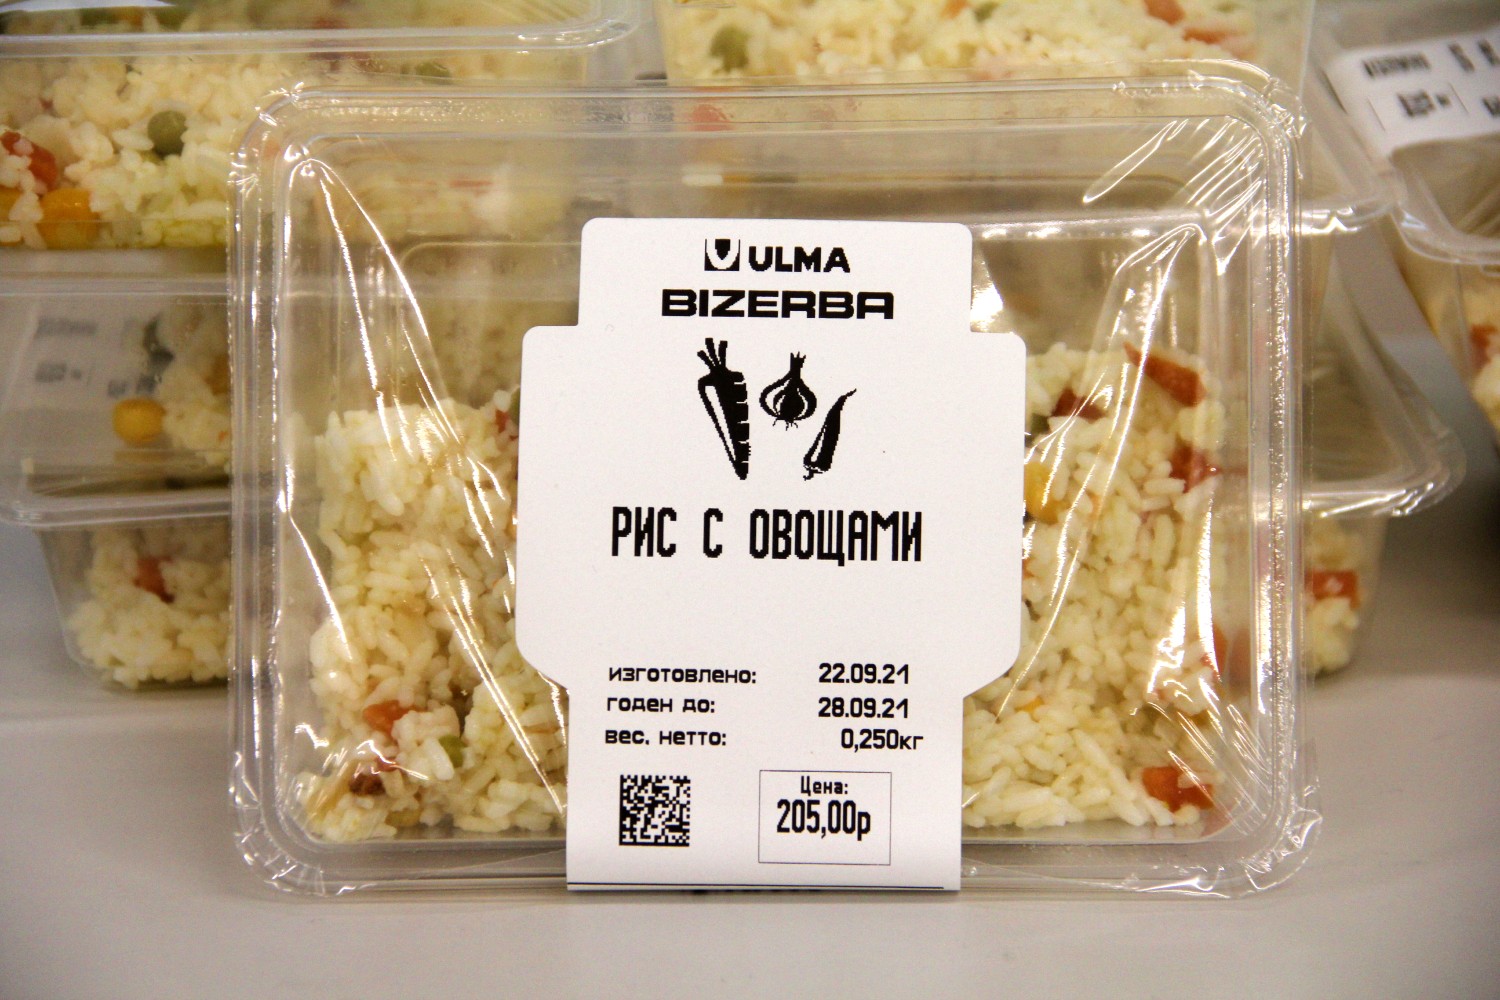 ULMA
BIZERBA
РИС С ОВОЩАМИ
изготовлено: 22.09.21
годен до: 28.09.21
вес. нетто: 0,250кг
Цена:
205,00р